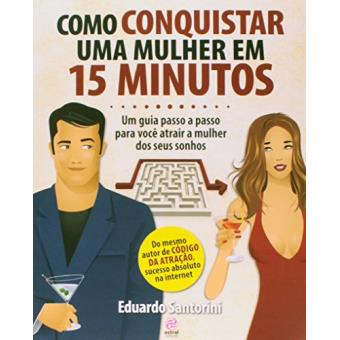 COMO CONQUISTAR
UMA MULHER EM
15 MINUTOS
Um guia passo a passo
para você atrair a mulher
dos seus sonhos
Do mesmo
autor de CÓDIGO
DA ATRAÇÃO,
sucesso absoluto
na internet
Eduardo Santorini
astral